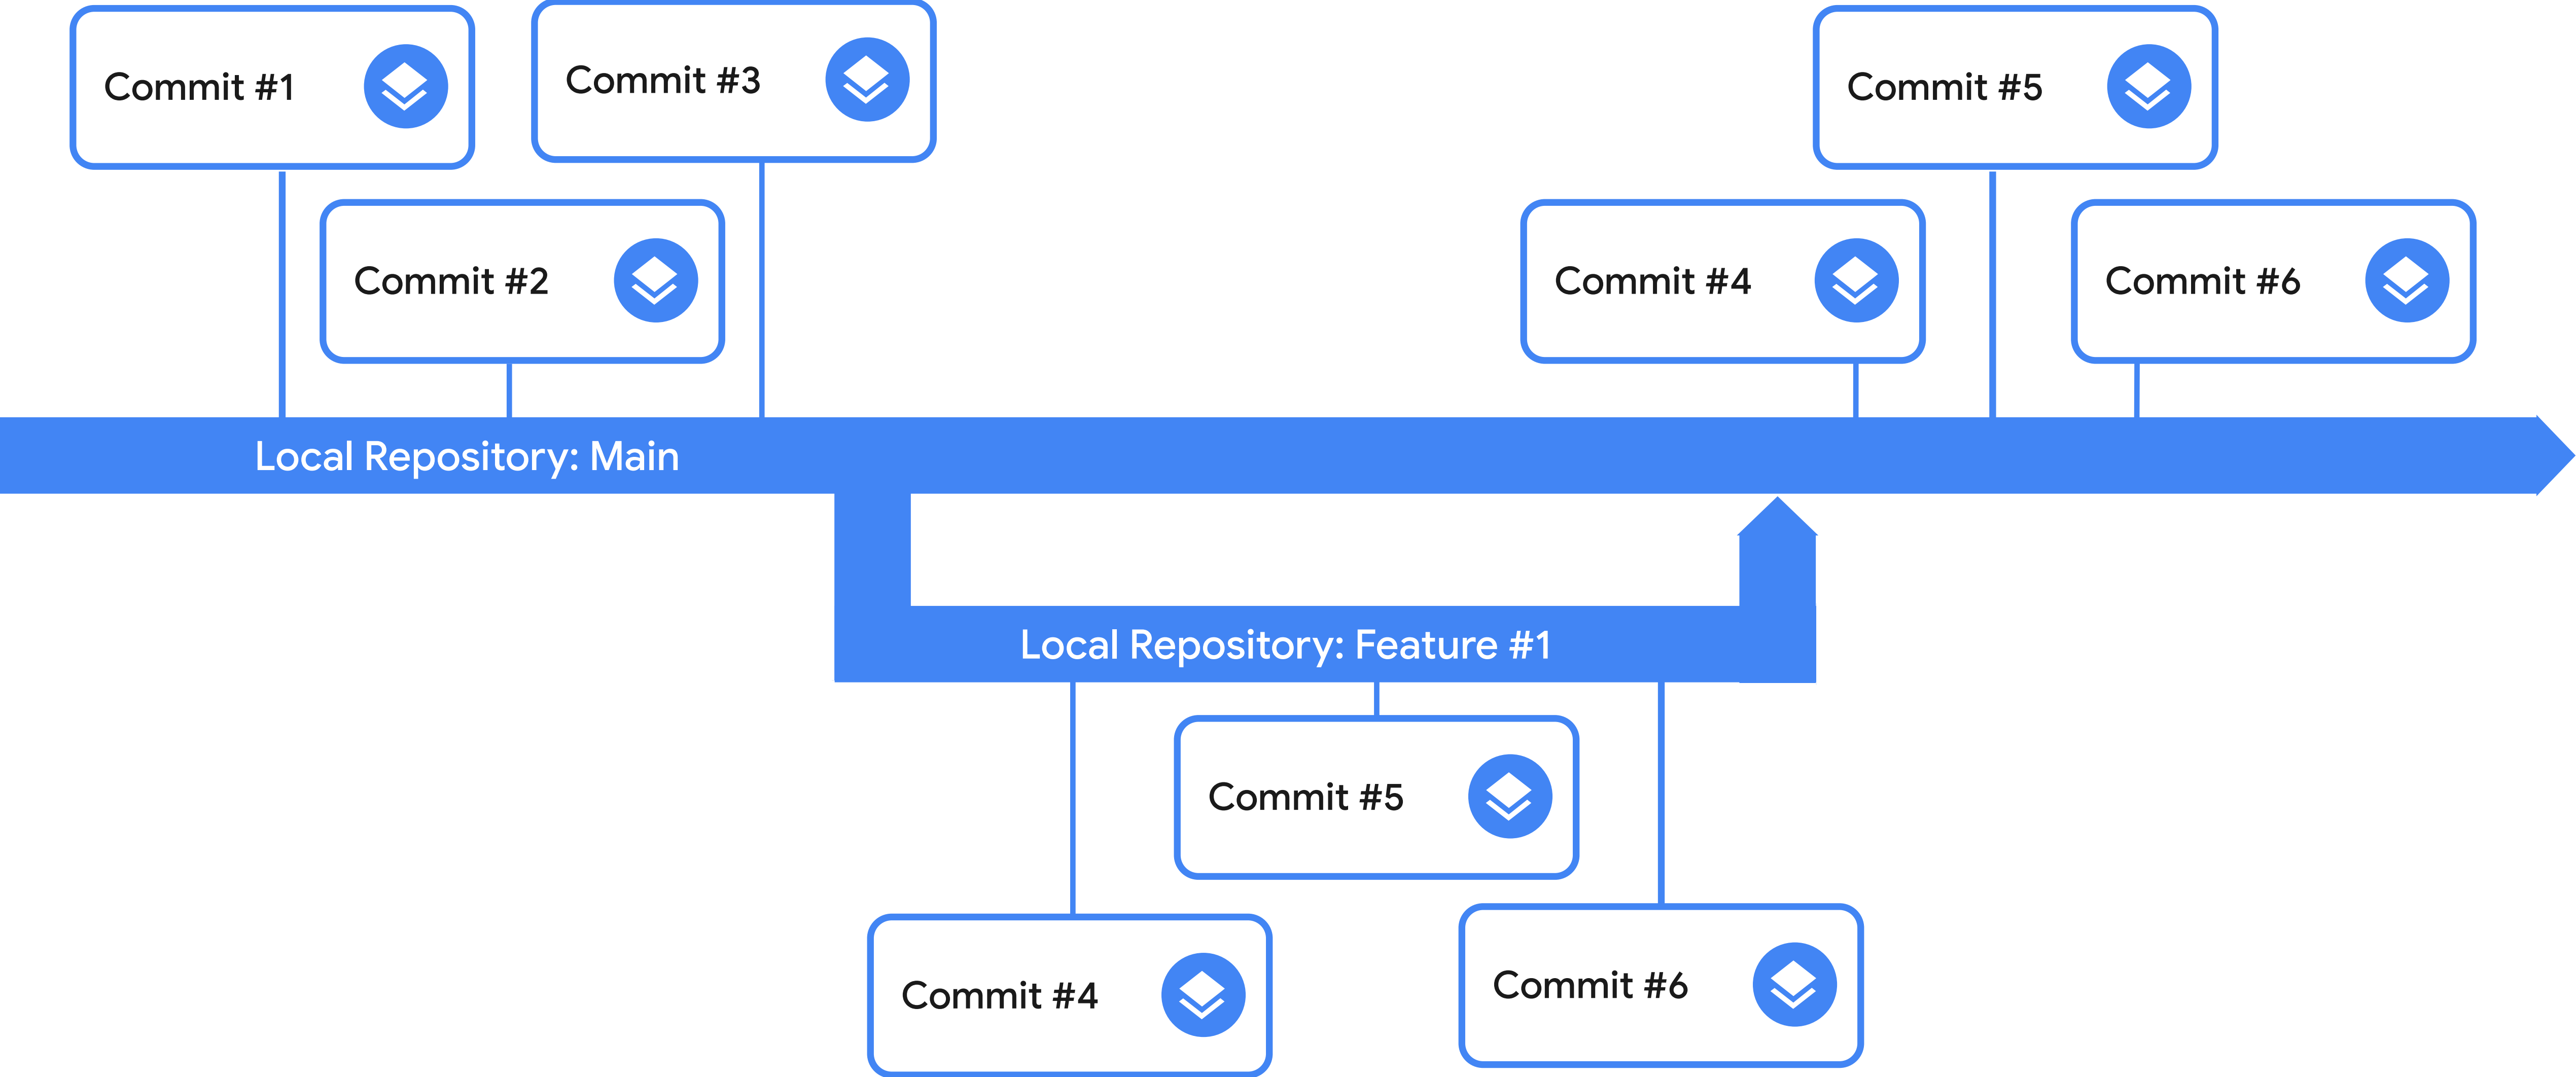 Commit #1
Commit #3
Commit #5
Commit #2
Commit #4
Commit #6
Local Repository: Main
Local Repository: Feature #1
Commit #5
Commit #4
Commit #6